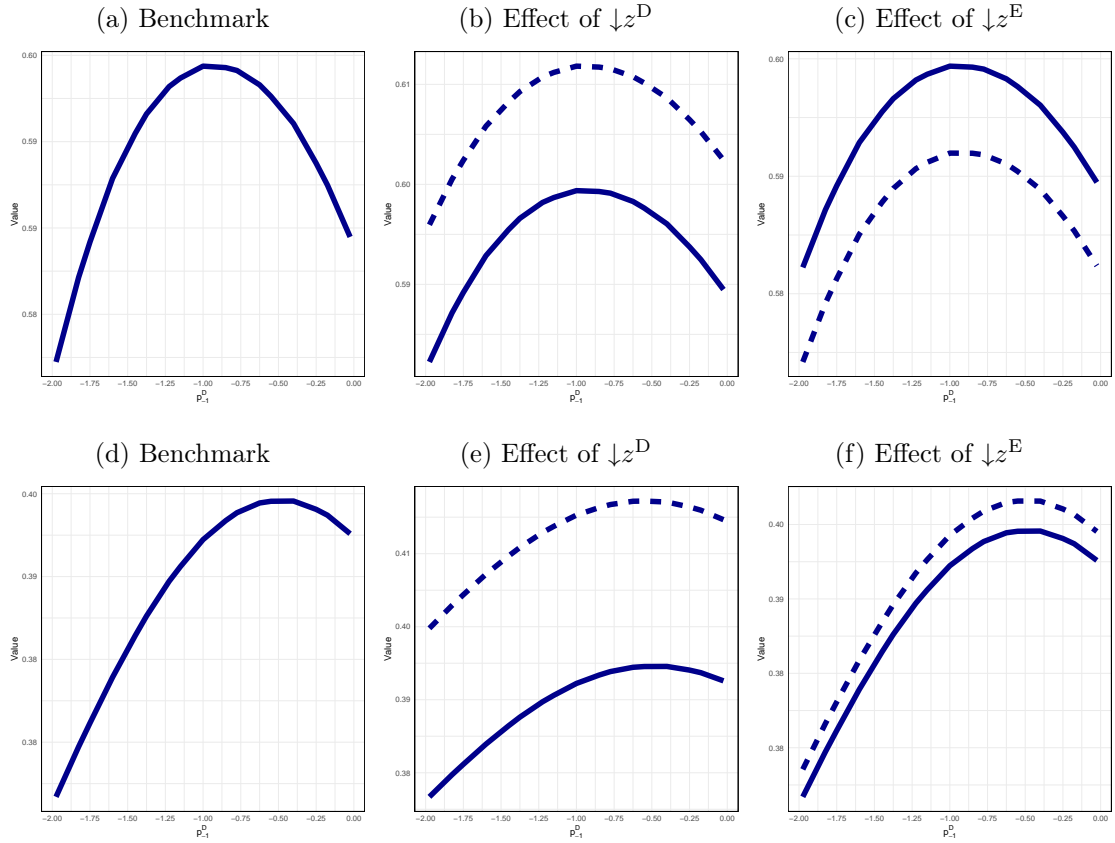 (a) Benchmark
(b) Effect of ↓z^D
(c) Effect of ↓z^E
0.60
0.59
0.59
0.58
Value
−2.00 −1.75 −1.50 −1.25 −1.00 −0.75 −0.50 −0.25 0.00
p^D_−1
0.61
0.60
0.59
Value
−2.00 −1.75 −1.50 −1.25 −1.00 −0.75 −0.50 −0.25 0.00
p^D_−1
0.60
0.59
0.58
Value
−2.00 −1.75 −1.50 −1.25 −1.00 −0.75 −0.50 −0.25 0.00
p^D_−1
(d) Benchmark
(e) Effect of ↓z^D
(f) Effect of ↓z^E
0.40
0.39
0.38
0.38
Value
−2.00 −1.75 −1.50 −1.25 −1.00 −0.75 −0.50 −0.25 0.00
p^D_−1
0.41
0.40
0.39
0.38
Value
−2.00 −1.75 −1.50 −1.25 −1.00 −0.75 −0.50 −0.25 0.00
p^D_−1
0.40
0.39
0.38
0.38
Value
−2.00 −1.75 −1.50 −1.25 −1.00 −0.75 −0.50 −0.25 0.00
p^D_−1